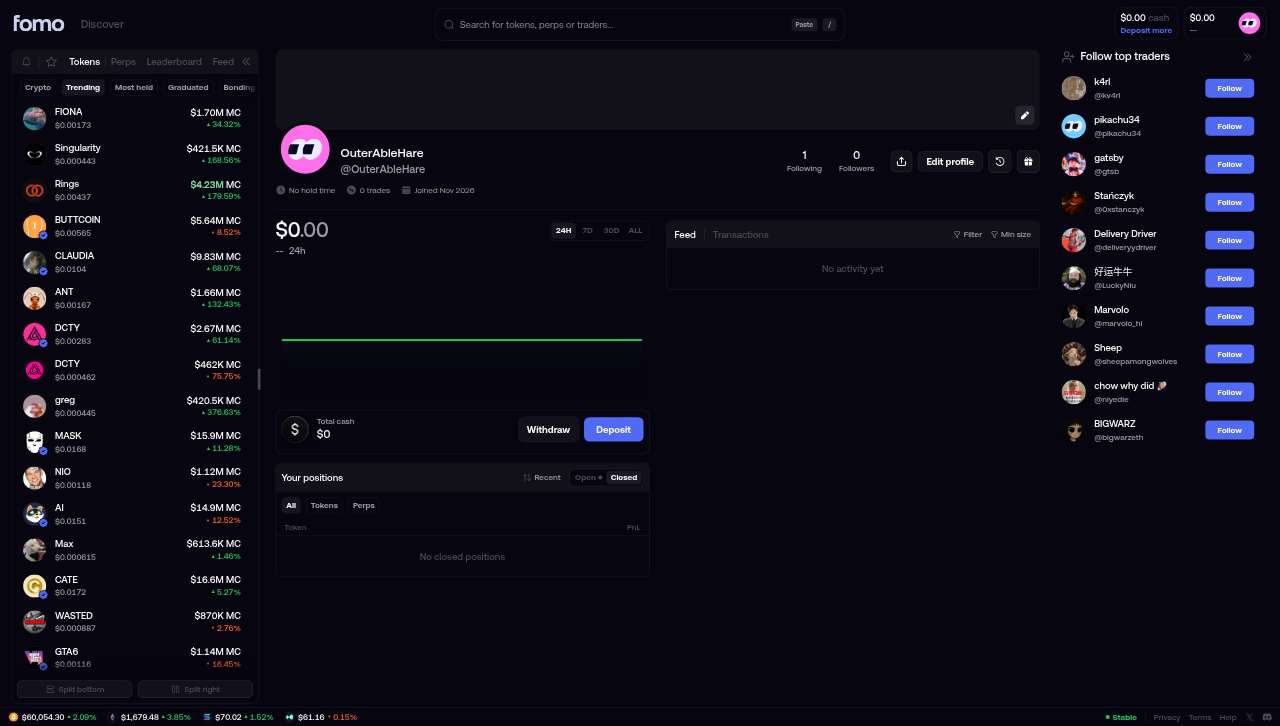 fomo
Discover
Search for tokens, perps or traders...
Paste
/
$0.00 cash
Deposit more
$0.00
--
Tokens Perps Leaderboard Feed
Crypto Trending Most held Graduated Bonding
FIONA $1.70M MC
$0.00173 34.32%
Singularity $421.5K MC
$0.000443 168.56%
Rings $4.23M MC
$0.00437 179.59%
BUTTCOIN $5.64M MC
$0.00565 8.52%
CLAUDIA $9.83M MC
$0.0104 68.07%
ANT $1.66M MC
$0.00167 132.43%
DCTY $2.67M MC
$0.00283 61.14%
DCTY $462K MC
$0.000462 75.75%
greg $420.5K MC
$0.000445 376.63%
MASK $15.9M MC
$0.0168 11.28%
NIO $1.12M MC
$0.00118 23.30%
AI $14.9M MC
$0.0151 12.52%
Max $613.6K MC
$0.000615 1.46%
CATE $16.6M MC
$0.0172 5.27%
WASTED $870K MC
$0.000887 2.76%
GTA6 $1.14M MC
$0.00116 16.45%
Split bottom Split right
OuterAbleHare
@OuterAbleHare
1
Following
0
Followers
Edit profile
No hold time 0 trades Joined Nov 2026
$0.00
-- 24h
24H 7D 30D ALL
Total cash
$0
Withdraw Deposit
Your positions Recent Open Closed
All Tokens Perps
Token PnL
No closed positions
Feed Transactions Filter Min size
No activity yet
Follow top traders
k4rl
@kv4rl
Follow
pikachu34
@pikachu34
Follow
gatsby
@gtsb
Follow
Stańczyk
@0xstanczyk
Follow
Delivery Driver
@deliveryydriver
Follow
好运牛牛
@LuckyNiu
Follow
Marvolo
@marvolo_hl
Follow
Sheep
@sheepamongwolves
Follow
chow why did
@niyedie
Follow
BIGWARZ
@bigwarzeth
Follow
$60,054.30 2.09% $1,679.48 3.85% $70.02 1.52% $61.16 0.15%
Stable Privacy Terms Help